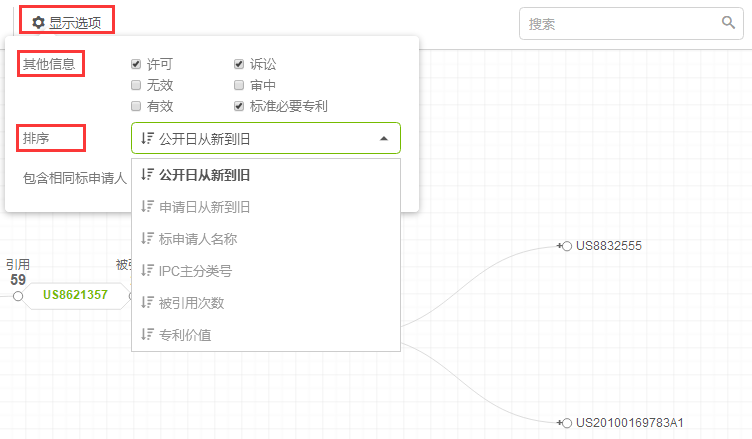 显示选项
搜索
其他信息
许可
诉讼
无效
审中
有效
标准必要专利
排序
公开日从新到旧
包含相同标申请人
公开日从新到旧
申请日从新到旧
标申请人名称
IPC主分类号
被引用次数
专利价值
引用
59
US8621357
US8832555
US20100169783A1